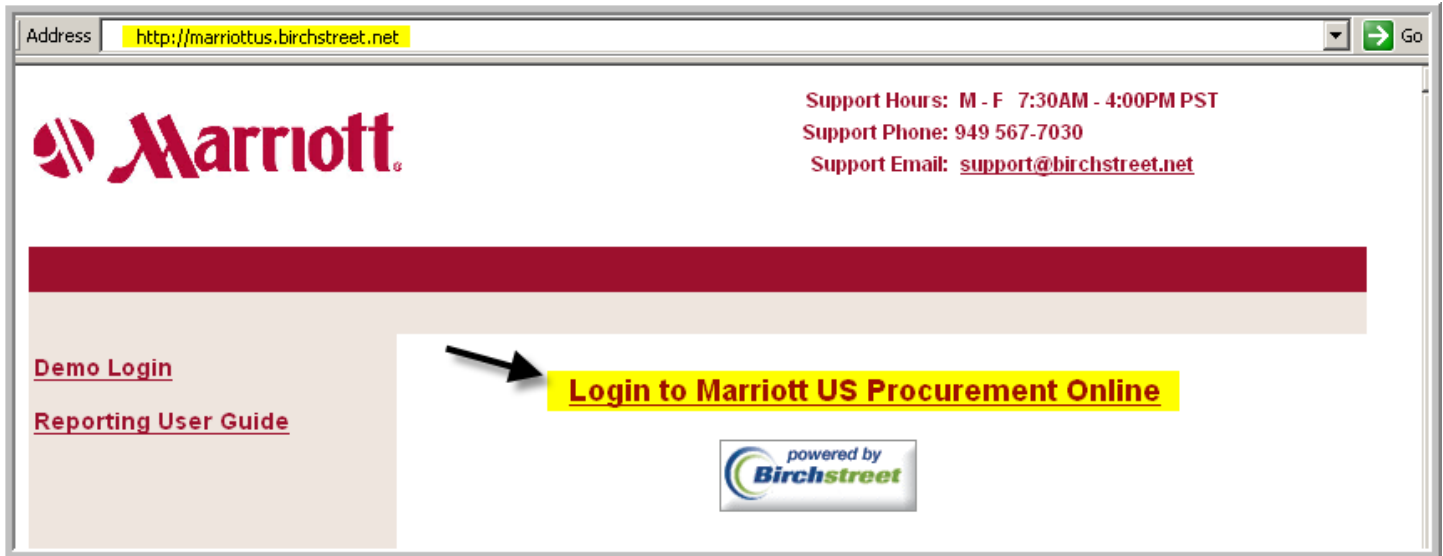 Address http://marriottus.birchstreet.net Go
Marriott®
Support Hours: M - F 7:30AM - 4:00PM PST
Support Phone: 949 567-7030
Support Email: support@birchstreet.net
Demo Login
Login to Marriott US Procurement Online
Reporting User Guide
powered by
Birchstreet